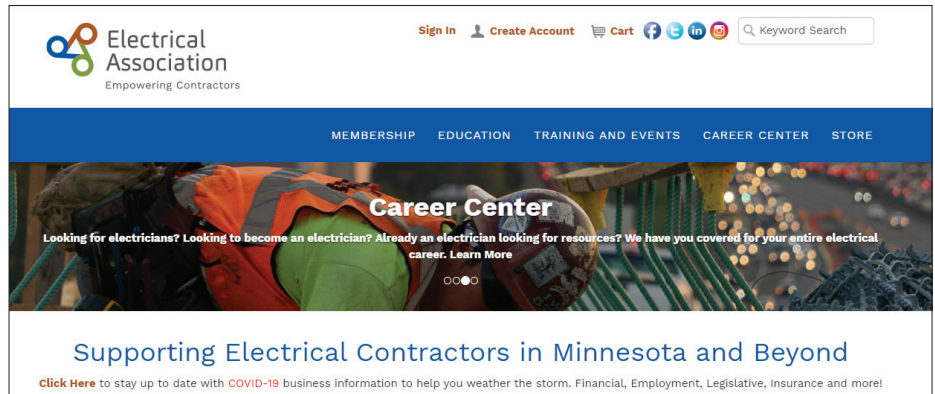 Electrical
Association
Empowering Contractors
Sign In Create Account Cart Keyword Search
MEMBERSHIP EDUCATION TRAINING AND EVENTS CAREER CENTER STORE
Career Center
Looking for electricians? Looking to become an electrician? Already an electrician looking for resources? We have you covered for your entire electrical
career. Learn More
Supporting Electrical Contractors in Minnesota and Beyond
Click Here to stay up to date with COVID-19 business information to help you weather the storm. Financial, Employment, Legislative, Insurance and more!